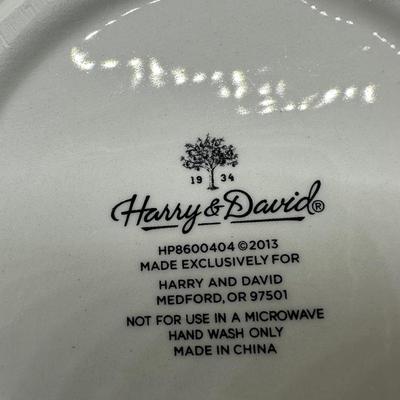 19 34
Harry & David®
HP8600404 ©2013
MADE EXCLUSIVELY FOR
HARRY AND DAVID
MEDFORD, OR 97501
NOT FOR USE IN A MICROWAVE
HAND WASH ONLY
MADE IN CHINA